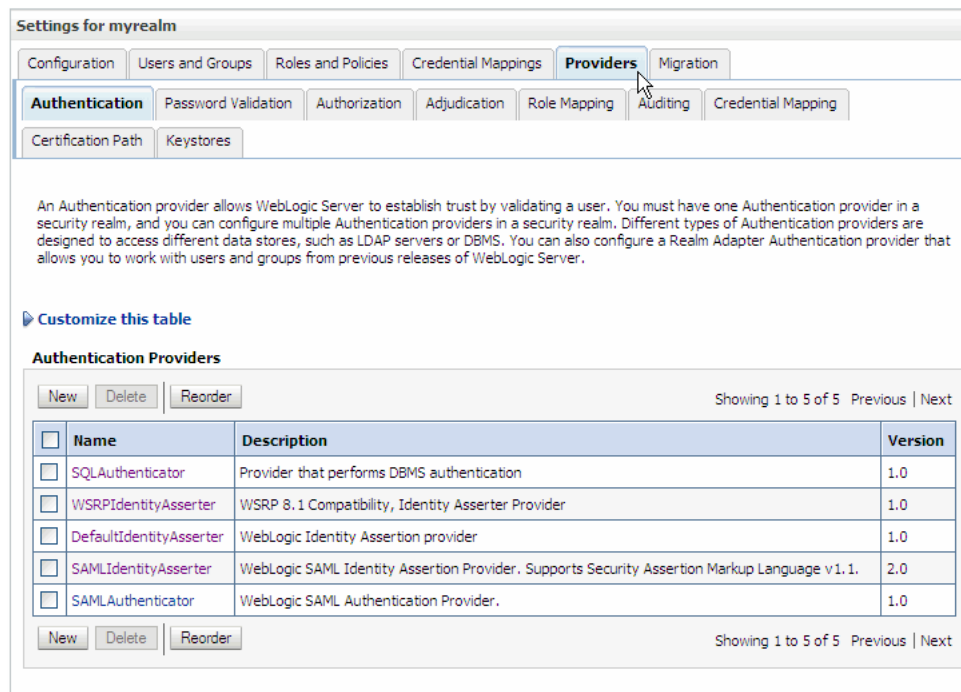 Settings for myrealm
Configuration Users and Groups Roles and Policies Credential Mappings Providers Migration
Authentication Password Validation Authorization Adjudication Role Mapping Auditing Credential Mapping
Certification Path Keystores
An Authentication provider allows WebLogic Server to establish trust by validating a user. You must have one Authentication provider in a
security realm, and you can configure multiple Authentication providers in a security realm. Different types of Authentication providers are
designed to access different data stores, such as LDAP servers or DBMS. You can also configure a Realm Adapter Authentication provider that
allows you to work with users and groups from previous releases of WebLogic Server.
Customize this table
Authentication Providers
New Delete Reorder Showing 1 to 5 of 5 Previous | Next
Name Description Version
SQLAuthenticator Provider that performs DBMS authentication 1.0
WSRPIdentityAsserter WSRP 8.1 Compatibility, Identity Asserter Provider 1.0
DefaultIdentityAsserter WebLogic Identity Assertion provider 1.0
SAMLIdentityAsserter WebLogic SAML Identity Assertion Provider. Supports Security Assertion Markup Language v1.1. 2.0
SAMLAuthenticator WebLogic SAML Authentication Provider. 1.0
New Delete Reorder Showing 1 to 5 of 5 Previous | Next